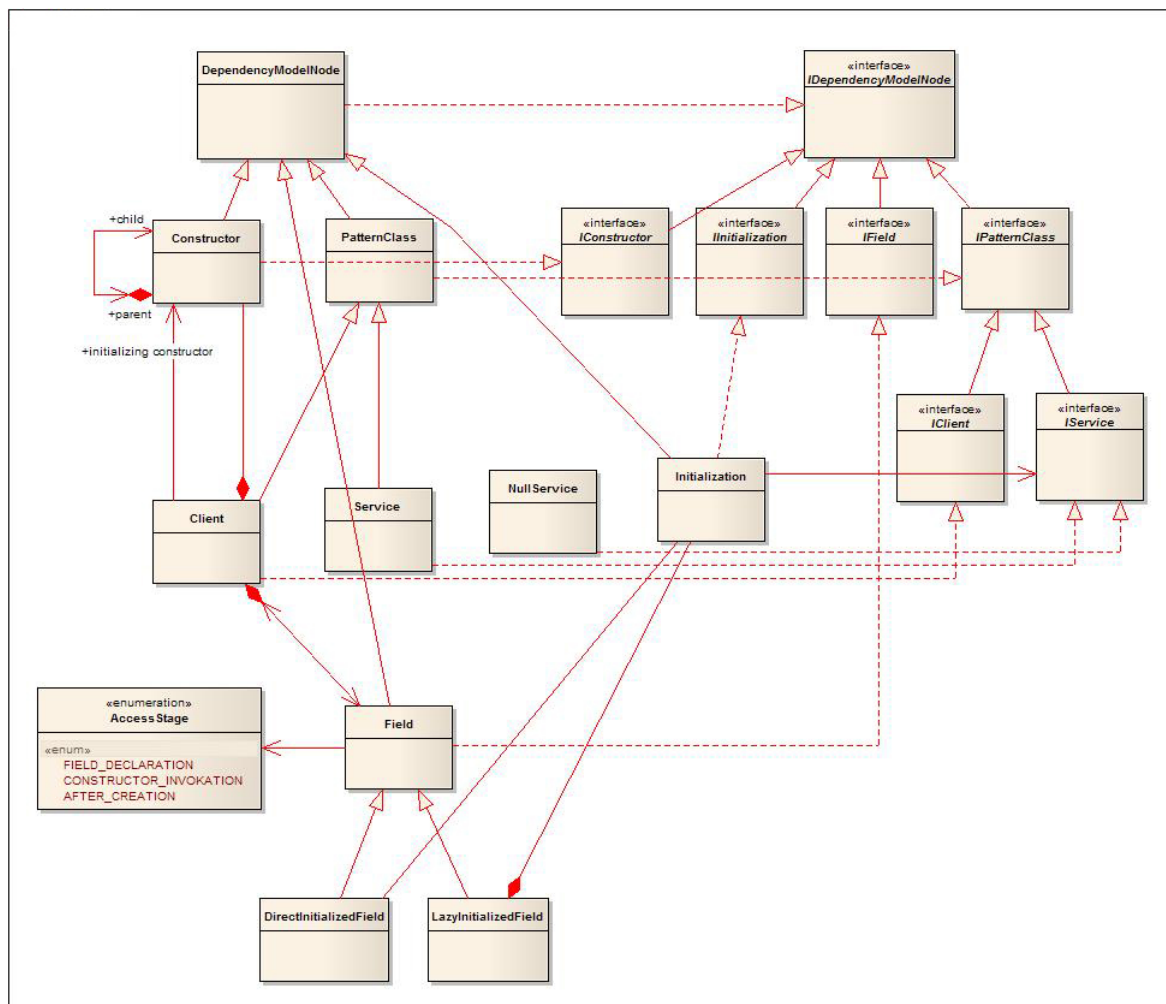 DependencyModelNode
«interface»
IDependencyModelNode
+child
Constructor
PatternClass
«interface»
IConstructor
«interface»
IInitialization
«interface»
IField
«interface»
IPatternClass
+parent
+initializing constructor
«interface»
IClient
«interface»
IService
Client
Service
NullService
Initialization
«enumeration»
AccessStage
«enum»
FIELD_DECLARATION
CONSTRUCTOR_INVOKATION
AFTER_CREATION
Field
DirectInitializedField
LazyInitializedField